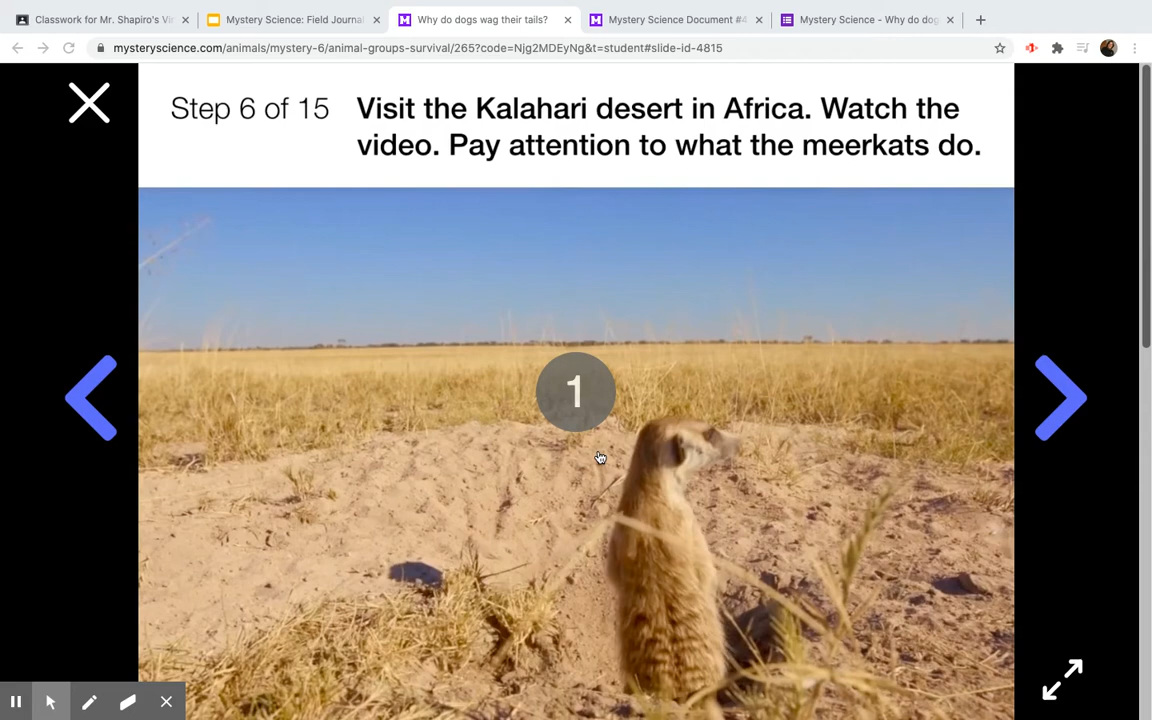 Classwork for Mr. Shapiro's Vir
Mystery Science: Field Journal
Why do dogs wag their tails?
Mystery Science Document #4
Mystery Science - Why do dog
mysteryscience.com/animals/mystery-6/animal-groups-survival/265?code=Njg2MDEyNg&t=student#slide-id-4815
Step 6 of 15
Visit the Kalahari desert in Africa. Watch the
video. Pay attention to what the meerkats do.
1